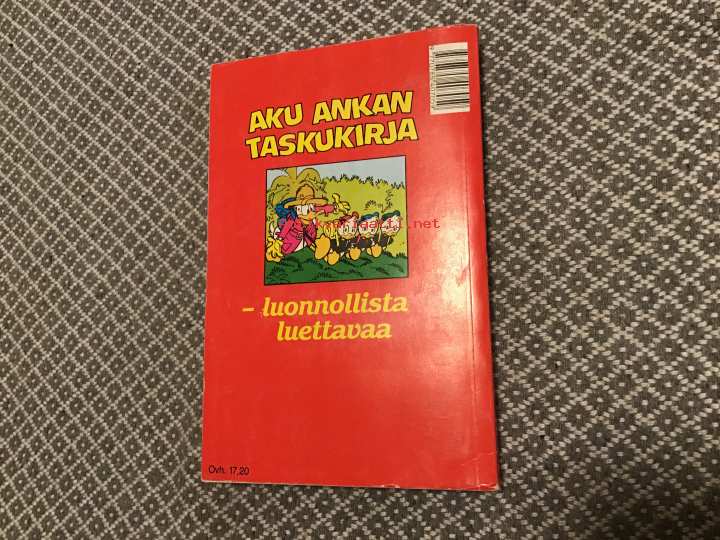 AKU ANKAN
TASKUKIRJA
– luonnollista
luettavaa
Ovh. 17,20